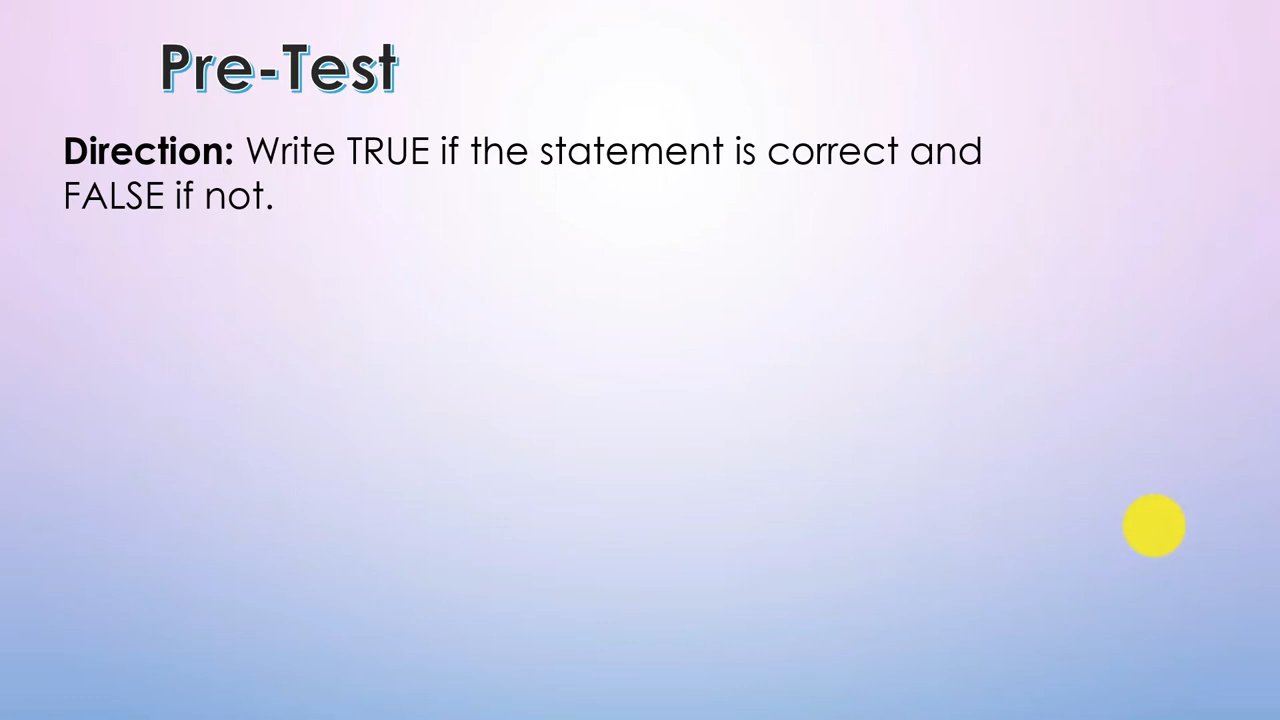 Pre-Test
Direction: Write TRUE if the statement is correct and
FALSE if not.